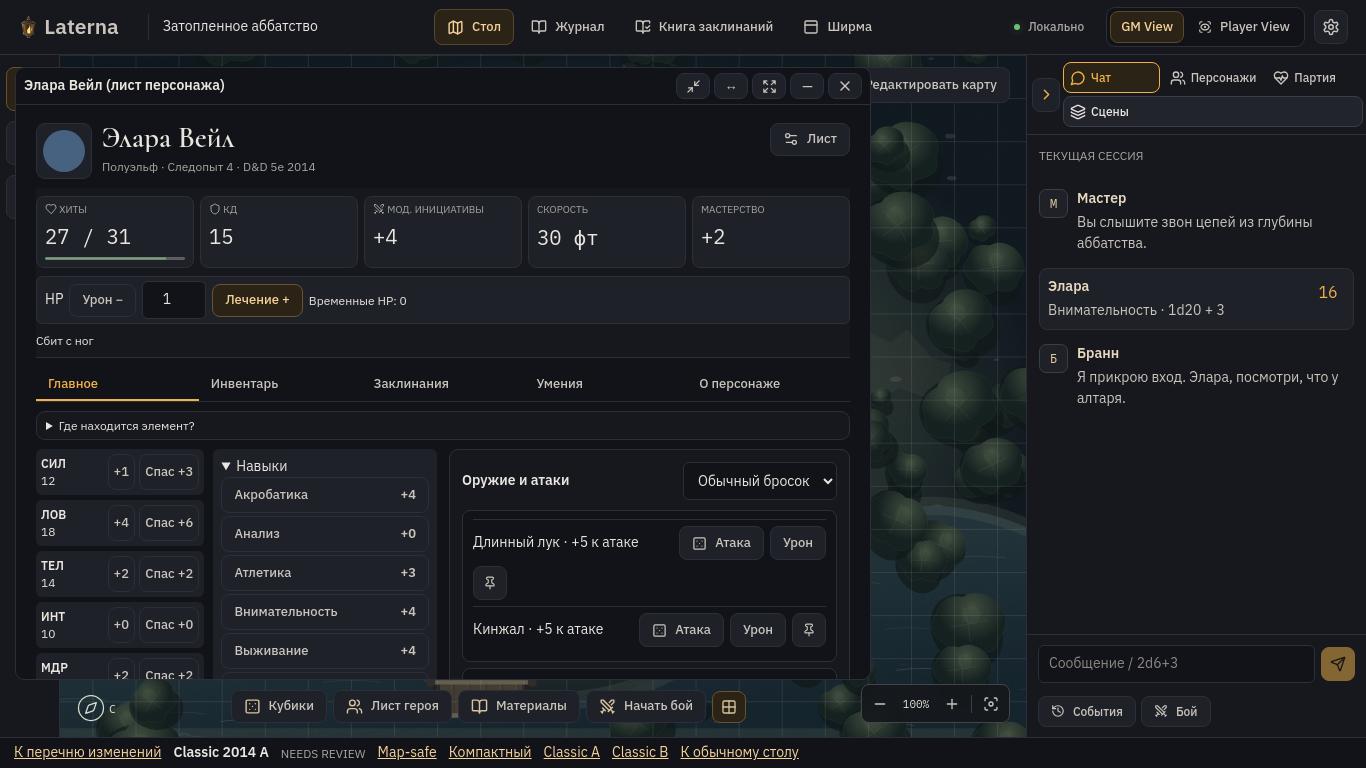 Laterna
Затопленное аббатство
Стол
Журнал
Книга заклинаний
Ширма
Локально
GM View
Player View
Элара Вейл (лист персонажа)
Редактировать карту
Чат
Персонажи
Партия
Сцены
Элара Вейл
Полуэльф · Следопыт 4 · D&D 5e 2014
Лист
ХИТЫ
27 / 31
КД
15
МОД. ИНИЦИАТИВЫ
+4
СКОРОСТЬ
30 фт
МАСТЕРСТВО
+2
HP
Урон −
1
Лечение +
Временные HP: 0
Сбит с ног
Главное
Инвентарь
Заклинания
Умения
О персонаже
Где находится элемент?
СИЛ
12
+1
Спас +3
ЛОВ
18
+4
Спас +6
ТЕЛ
14
+2
Спас +2
ИНТ
10
+0
Спас +0
МДР
+2
Спас +2
Навыки
Акробатика +4
Анализ +0
Атлетика +3
Внимательность +4
Выживание +4
Оружие и атаки
Обычный бросок
Длинный лук · +5 к атаке
Атака
Урон
Кинжал · +5 к атаке
Атака
Урон
ТЕКУЩАЯ СЕССИЯ
М
Мастер
Вы слышите звон цепей из глубины
аббатства.
Элара
Внимательность · 1d20 + 3
16
Б
Бранн
Я прикрою вход. Элара, посмотри, что у
алтаря.
Сообщение / 2d6+3
События
Бой
С
Кубики
Лист героя
Материалы
Начать бой
100%
К перечню изменений
Classic 2014 A
NEEDS REVIEW
Map-safe
Компактный
Classic A
Classic B
К обычному столу